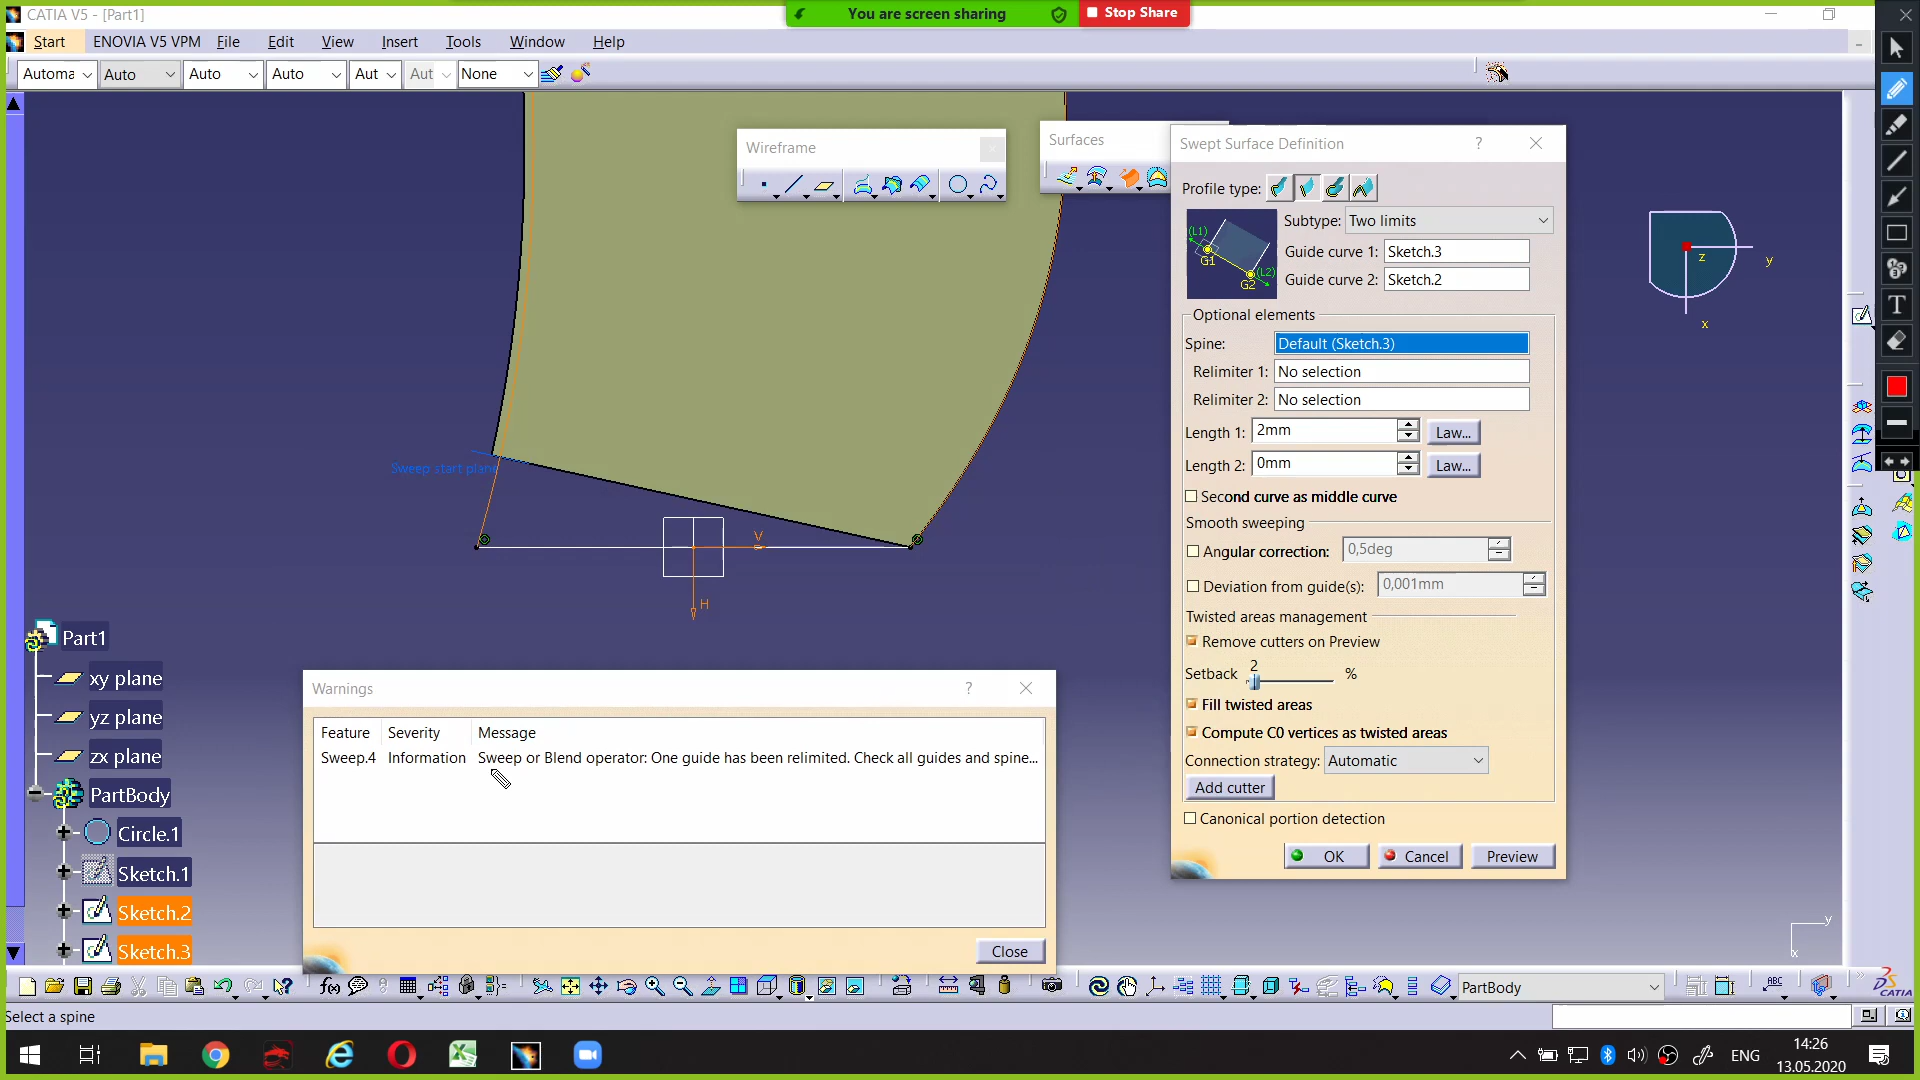 CATIA V5 - [Part1]
You are screen sharing
Stop Share
Start
ENOVIA V5 VPM
File
Edit
View
Insert
Tools
Window
Help
Automa
Auto
Auto
Auto
Aut
Aut
None
Wireframe
Surfaces
Swept Surface Definition
?
Profile type:
Subtype: Two limits
(L1)
G1
(L2)
G2
Guide curve 1: Sketch.3
Guide curve 2: Sketch.2
Optional elements
Spine: Default (Sketch.3)
Relimiter 1: No selection
Relimiter 2: No selection
Length 1: 2mm Law...
Length 2: 0mm Law...
Second curve as middle curve
Smooth sweeping
Angular correction: 0,5deg
Deviation from guide(s): 0,001mm
Twisted areas management
Remove cutters on Preview
Setback 2 %
Fill twisted areas
Compute C0 vertices as twisted areas
Connection strategy: Automatic
Add cutter
Canonical portion detection
OK Cancel Preview
z
y
x
Sweep start plane
V
H
Part1
xy plane
yz plane
zx plane
PartBody
Circle.1
Sketch.1
Sketch.2
Sketch.3
Warnings
?
Feature Severity Message
Sweep.4 Information Sweep or Blend operator: One guide has been relimited. Check all guides and spine...
Close
y
x
T
f(x)
PartBody
ABC
CATIA
Select a spine
ENG
14:26
13.05.2020